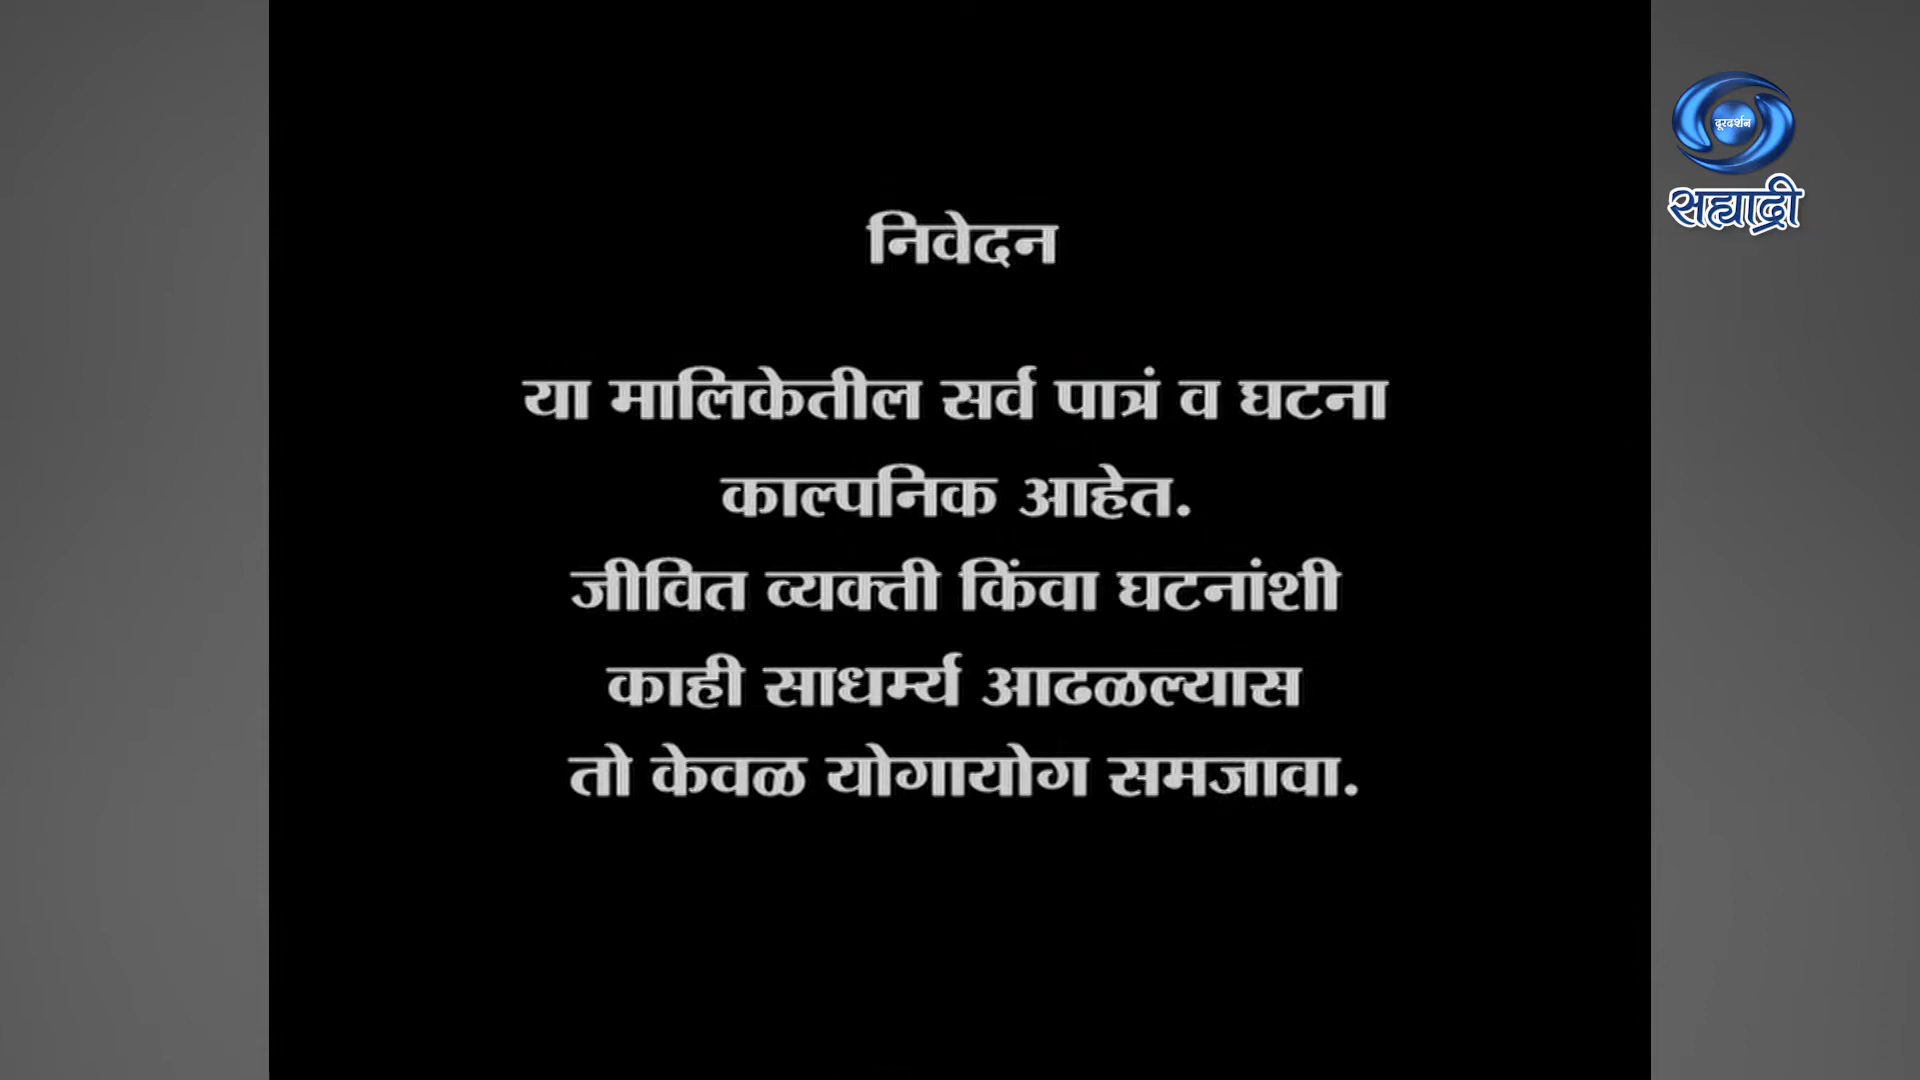 दूरदर्शन
सह्याद्री
निवेदन
या मालिकेतील सर्व पात्रं व घटना
काल्पनिक आहेत.
जीवित व्यक्ती किंवा घटनांशी
काही साधर्म्य आढळल्यास
तो केवळ योगायोग समजावा.